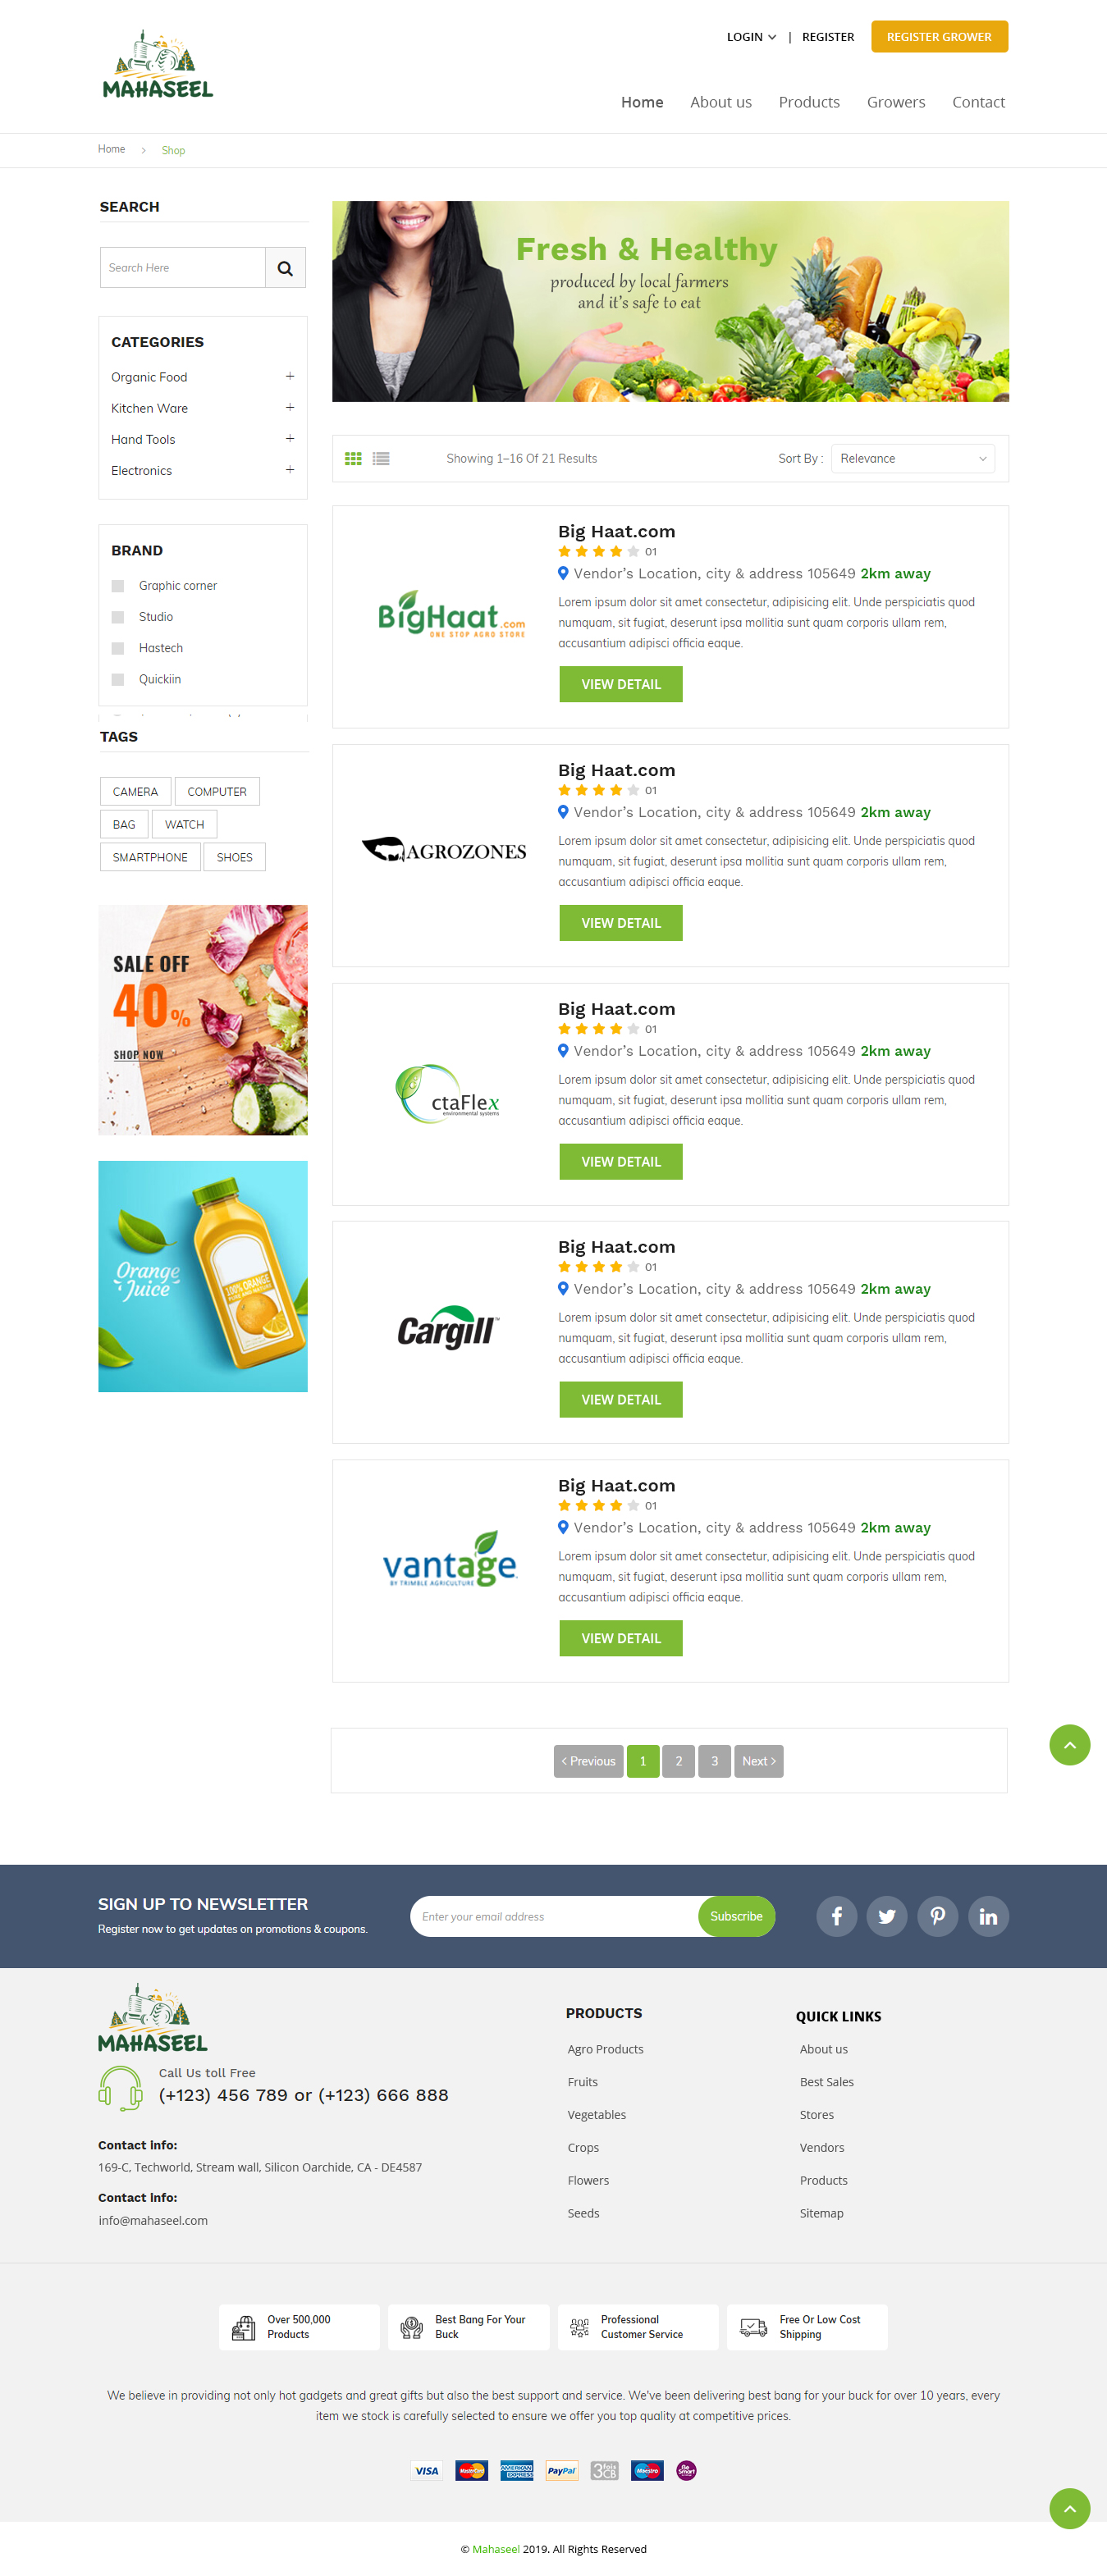 MAHASEEL
LOGIN | REGISTER REGISTER GROWER
Home About us Products Growers Contact
Home Shop
SEARCH
Search Here
CATEGORIES
Organic Food
Kitchen Ware
Hand Tools
Electronics
BRAND
Graphic corner
Studio
Hastech
Quickiin
TAGS
CAMERA COMPUTER
BAG WATCH
SMARTPHONE SHOES
SALE OFF
40%
SHOP NOW
Orange
Juice
100% ORANGE
Fresh & Healthy
produced by local farmers
and it's safe to eat
Showing 1–16 Of 21 Results Sort By : Relevance
BigHaat.com
ONE STOP AGRO STORE
Big Haat.com
01
Vendor's Location, city & address 105649 2km away
Lorem ipsum dolor sit amet consectetur, adipisicing elit. Unde perspiciatis quod
numquam, sit fugiat, deserunt ipsa mollitia sunt quam corporis ullam rem,
accusantium adipisci officia eaque.
VIEW DETAIL
AGROZONES
Big Haat.com
01
Vendor's Location, city & address 105649 2km away
Lorem ipsum dolor sit amet consectetur, adipisicing elit. Unde perspiciatis quod
numquam, sit fugiat, deserunt ipsa mollitia sunt quam corporis ullam rem,
accusantium adipisci officia eaque.
VIEW DETAIL
ctaFlex
environmental systems
Big Haat.com
01
Vendor's Location, city & address 105649 2km away
Lorem ipsum dolor sit amet consectetur, adipisicing elit. Unde perspiciatis quod
numquam, sit fugiat, deserunt ipsa mollitia sunt quam corporis ullam rem,
accusantium adipisci officia eaque.
VIEW DETAIL
Cargill™
Big Haat.com
01
Vendor's Location, city & address 105649 2km away
Lorem ipsum dolor sit amet consectetur, adipisicing elit. Unde perspiciatis quod
numquam, sit fugiat, deserunt ipsa mollitia sunt quam corporis ullam rem,
accusantium adipisci officia eaque.
VIEW DETAIL
vantage
BY TRIMBLE AGRICULTURE
Big Haat.com
01
Vendor's Location, city & address 105649 2km away
Lorem ipsum dolor sit amet consectetur, adipisicing elit. Unde perspiciatis quod
numquam, sit fugiat, deserunt ipsa mollitia sunt quam corporis ullam rem,
accusantium adipisci officia eaque.
VIEW DETAIL
Previous 1 2 3 Next
SIGN UP TO NEWSLETTER
Register now to get updates on promotions & coupons.
Enter your email address Subscribe
MAHASEEL
Call Us toll Free
(+123) 456 789 or (+123) 666 888
Contact info:
169-C, Techworld, Stream wall, Silicon Oarchide, CA - DE4587
Contact info:
info@mahaseel.com
PRODUCTS
Agro Products
Fruits
Vegetables
Crops
Flowers
Seeds
QUICK LINKS
About us
Best Sales
Stores
Vendors
Products
Sitemap
Over 500,000
Products
Best Bang For Your
Buck
Professional
Customer Service
Free Or Low Cost
Shipping
We believe in providing not only hot gadgets and great gifts but also the best support and service. We've been delivering best bang for your buck for over 10 years, every
item we stock is carefully selected to ensure we offer you top quality at competitive prices.
VISA MasterCard AMERICAN EXPRESS PayPal 3 fois CB Maestro
© Mahaseel 2019. All Rights Reserved